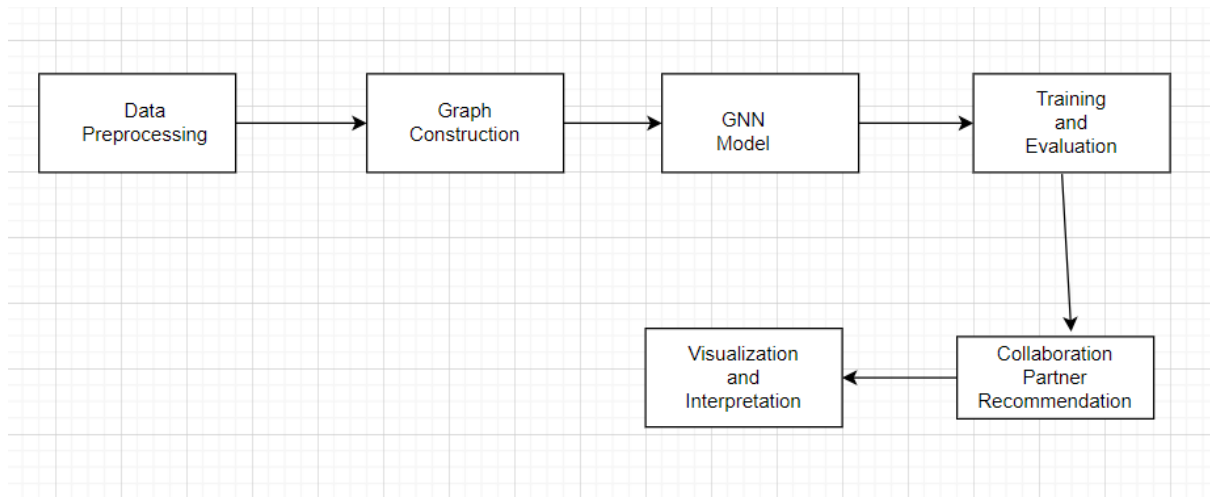 Data
Preprocessing
Graph
Construction
GNN
Model
Training
and
Evaluation
Visualization
and
Interpretation
Collaboration
Partner
Recommendation